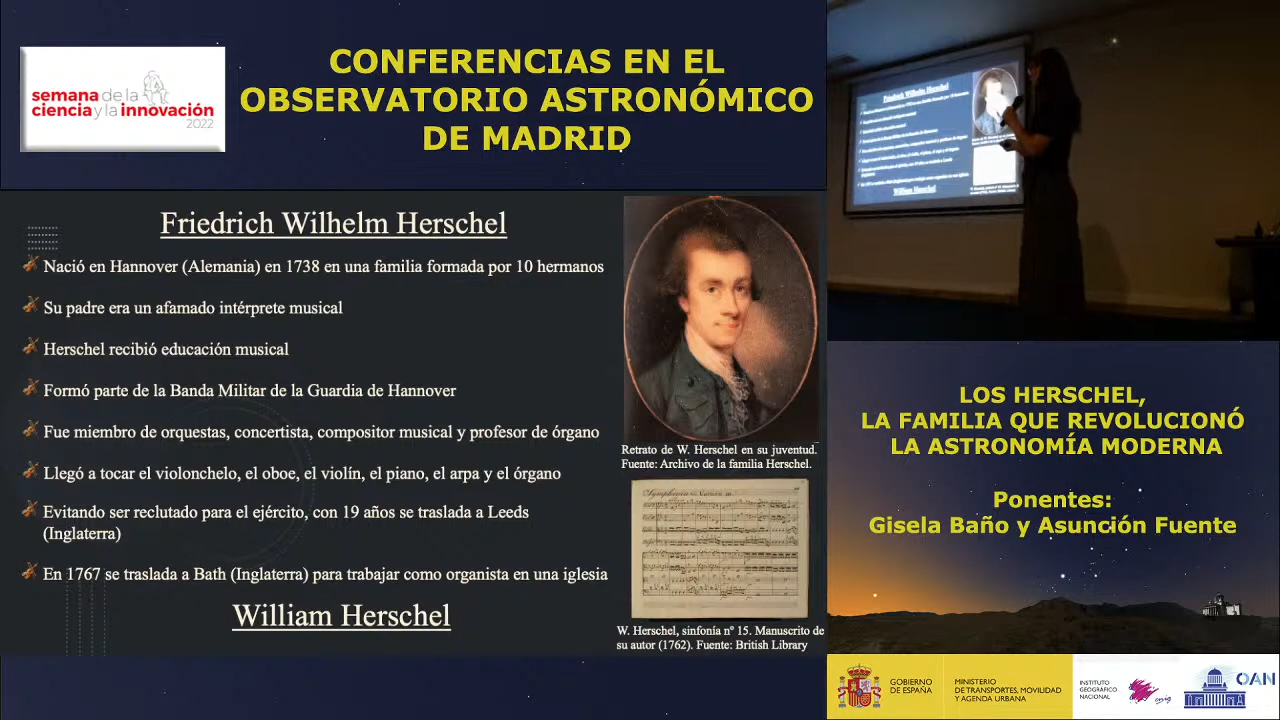 semana de la
ciencia y la innovación
2022
CONFERENCIAS EN EL
OBSERVATORIO ASTRONÓMICO
DE MADRID
Friedrich Wilhelm Herschel
Nació en Hannover (Alemania) en 1738 en una familia formada por 10 hermanos
Su padre era un afamado intérprete musical
Herschel recibió educación musical
Formó parte de la Banda Militar de la Guardia de Hannover
Fue miembro de orquestas, concertista, compositor musical y profesor de órgano
Llegó a tocar el violonchelo, el oboe, el violín, el piano, el arpa y el órgano
Evitando ser reclutado para el ejército, con 19 años se traslada a Leeds
(Inglaterra)
En 1767 se traslada a Bath (Inglaterra) para trabajar como organista en una iglesia
William Herschel
Retrato de W. Herschel en su juventud.
Fuente: Archivo de la familia Herschel.
W. Herschel, sinfonía nº 15. Manuscrito de
su autor (1762). Fuente: British Library
Friedrich Wilhelm Herschel
William Herschel
LOS HERSCHEL,
LA FAMILIA QUE REVOLUCIONÓ
LA ASTRONOMÍA MODERNA
Ponentes:
Gisela Baño y Asunción Fuente
GOBIERNO
DE ESPAÑA
MINISTERIO
DE TRANSPORTES, MOVILIDAD
Y AGENDA URBANA
INSTITUTO
GEOGRÁFICO
NACIONAL
cnig
OAN